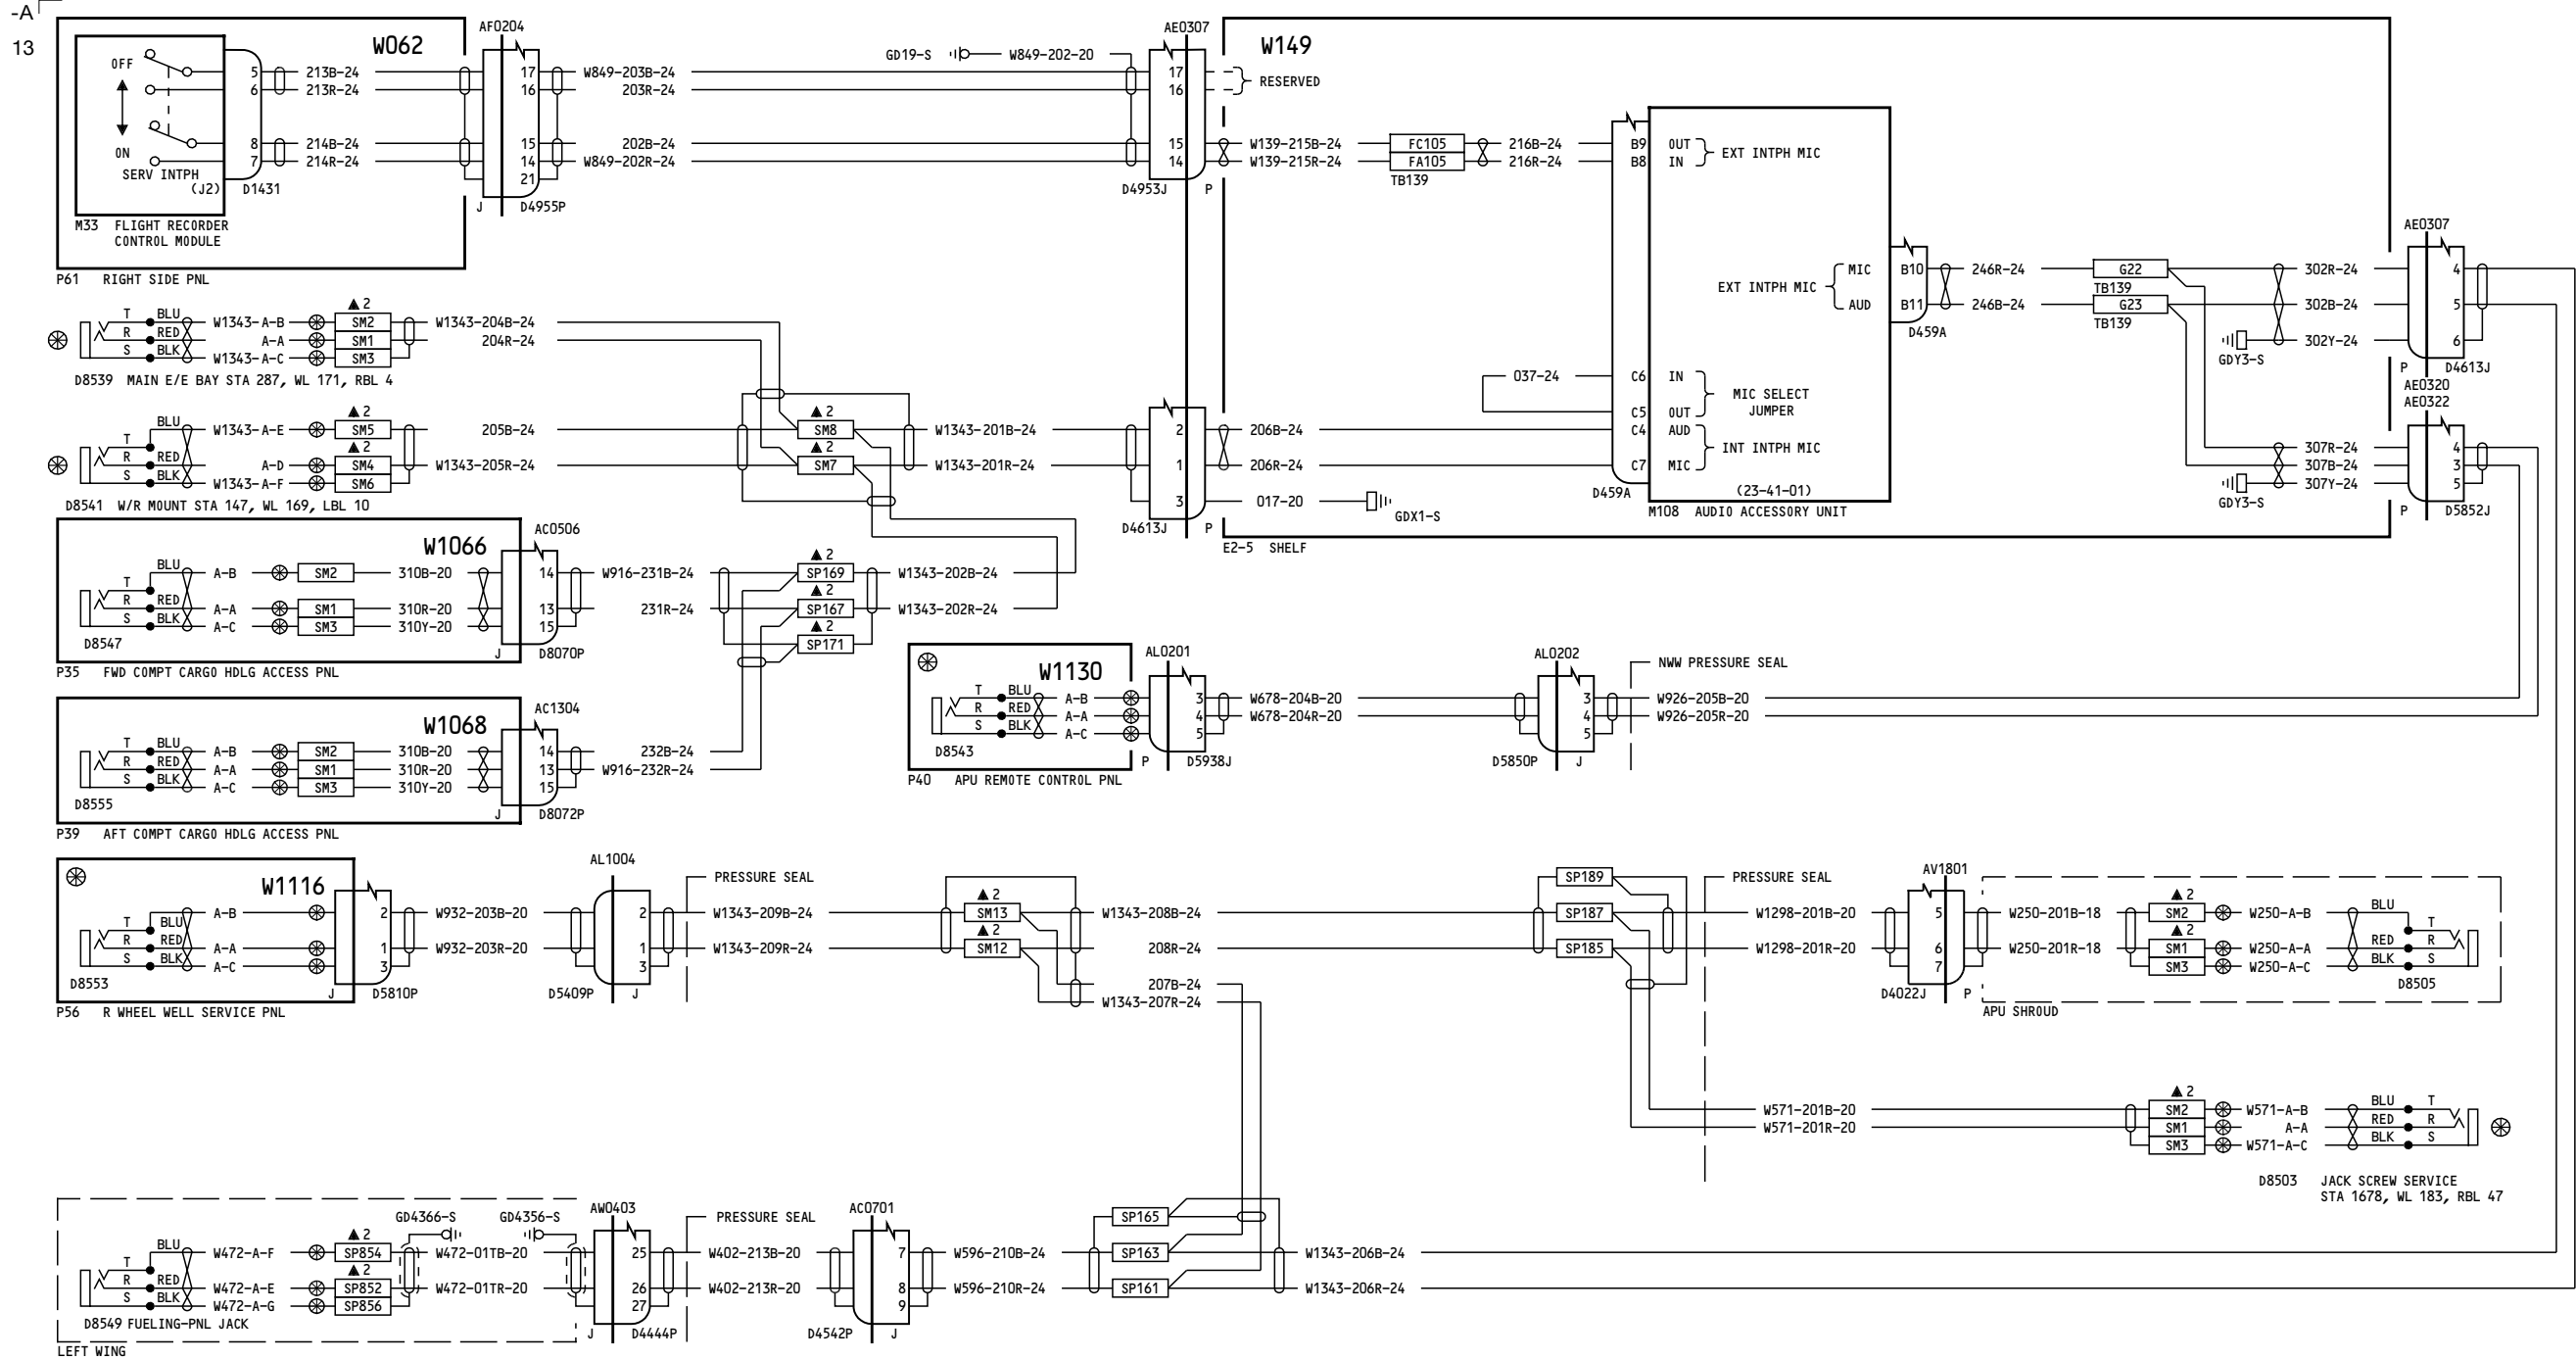 -A
13
W062
AF0204
OFF
ON
SERV INTPH
(J2)
5
6
8
7
D1431
213B-24
213R-24
214B-24
214R-24
17
16
15
14
21
J
D4955P
M33 FLIGHT RECORDER
CONTROL MODULE
P61 RIGHT SIDE PNL
W849-203B-24
203R-24
202B-24
W849-202R-24
GD19-S
W849-202-20
AE0307
17
16
15
14
D4953J
P
W149
RESERVED
W139-215B-24
W139-215R-24
FC105
FA105
TB139
216B-24
216R-24
B9
B8
OUT
IN
EXT INTPH MIC
EXT INTPH MIC
MIC
AUD
B10
B11
D459A
246R-24
246B-24
G22
TB139
G23
TB139
302R-24
302B-24
302Y-24
GDY3-S
AE0307
4
5
6
P
D4613J
AE0320
AE0322
307R-24
307B-24
307Y-24
GDY3-S
4
3
5
P
D5852J
037-24
C6
C5
C4
C7
IN
OUT
AUD
MIC
MIC SELECT
JUMPER
INT INTPH MIC
D459A
(23-41-01)
M108 AUDIO ACCESSORY UNIT
206B-24
206R-24
017-20
GDX1-S
E2-5 SHELF
T
R
S
BLU
RED
BLK
W1343-A-B
A-A
W1343-A-C
2
SM2
SM1
SM3
W1343-204B-24
204R-24
D8539 MAIN E/E BAY STA 287, WL 171, RBL 4
T
R
S
BLU
RED
BLK
W1343-A-E
A-D
W1343-A-F
2
SM5
2
SM4
SM6
205B-24
W1343-205R-24
D8541 W/R MOUNT STA 147, WL 169, LBL 10
2
SM8
2
SM7
W1343-201B-24
W1343-201R-24
2
1
3
D4613J
P
W1066
AC0506
T
R
S
BLU
RED
BLK
A-B
A-A
A-C
SM2
SM1
SM3
310B-20
310R-20
310Y-20
14
13
15
D8547
J
D8070P
P35 FWD COMPT CARGO HDLG ACCESS PNL
W916-231B-24
231R-24
2
SP169
2
SP167
2
SP171
W1343-202B-24
W1343-202R-24
W1068
AC1304
T
R
S
BLU
RED
BLK
A-B
A-A
A-C
SM2
SM1
SM3
310B-20
310R-20
310Y-20
14
13
15
D8555
J
D8072P
P39 AFT COMPT CARGO HDLG ACCESS PNL
232B-24
W916-232R-24
W1130
AL0201
T
R
S
BLU
RED
BLK
A-B
A-A
A-C
3
4
5
D8543
P
D5938J
P40 APU REMOTE CONTROL PNL
W678-204B-20
W678-204R-20
AL0202
3
4
5
D5850P
J
NWW PRESSURE SEAL
W926-205B-20
W926-205R-20
W1116
T
R
S
BLU
RED
BLK
A-B
A-A
A-C
2
1
3
D8553
J
D5810P
P56 R WHEEL WELL SERVICE PNL
W932-203B-20
W932-203R-20
AL1004
2
1
3
D5409P
J
PRESSURE SEAL
W1343-209B-24
W1343-209R-24
2
SM13
2
SM12
W1343-208B-24
208R-24
207B-24
W1343-207R-24
SP189
SP187
SP185
PRESSURE SEAL
W1298-201B-20
W1298-201R-20
AV1801
5
6
7
D4022J
P
W250-201B-18
W250-201R-18
2
SM2
2
SM1
SM3
W250-A-B
W250-A-A
W250-A-C
BLU
RED
BLK
T
R
S
D8505
APU SHROUD
W571-201B-20
W571-201R-20
2
SM2
SM1
SM3
W571-A-B
A-A
W571-A-C
BLU
RED
BLK
T
R
S
D8503 JACK SCREW SERVICE
STA 1678, WL 183, RBL 47
T
R
S
BLU
RED
BLK
W472-A-F
W472-A-E
W472-A-G
2
SP854
2
SP852
SP856
GD4366-S
GD4356-S
W472-01TB-20
W472-01TR-20
D8549 FUELING-PNL JACK
LEFT WING
AW0403
25
26
27
J
D4444P
PRESSURE SEAL
W402-213B-20
W402-213R-20
AC0701
7
8
9
D4542P
J
W596-210B-24
W596-210R-24
SP165
SP163
SP161
W1343-206B-24
W1343-206R-24